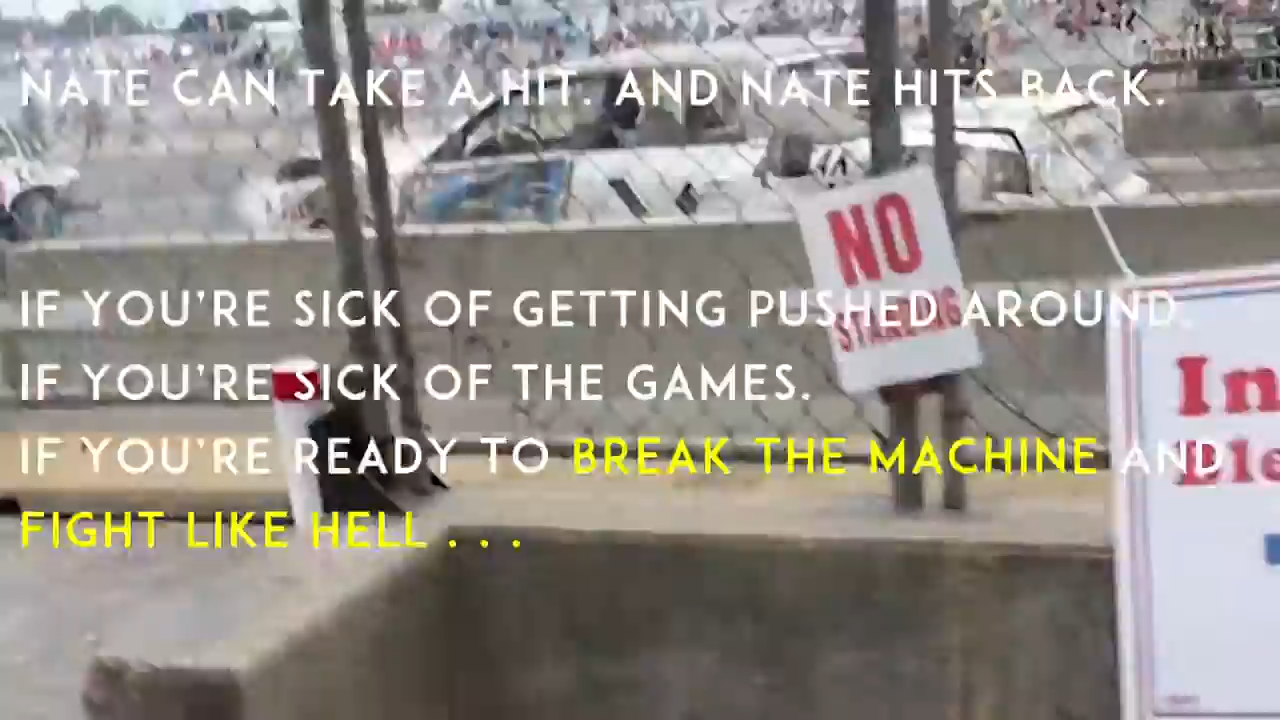 NATE CAN TAKE A HIT. AND NATE HITS BACK.
NO
STANDING
IF YOU'RE SICK OF GETTING PUSHED AROUND.
IF YOU'RE SICK OF THE GAMES.
In
IF YOU'RE READY TO BREAK THE MACHINE AND
FIGHT LIKE HELL . . .